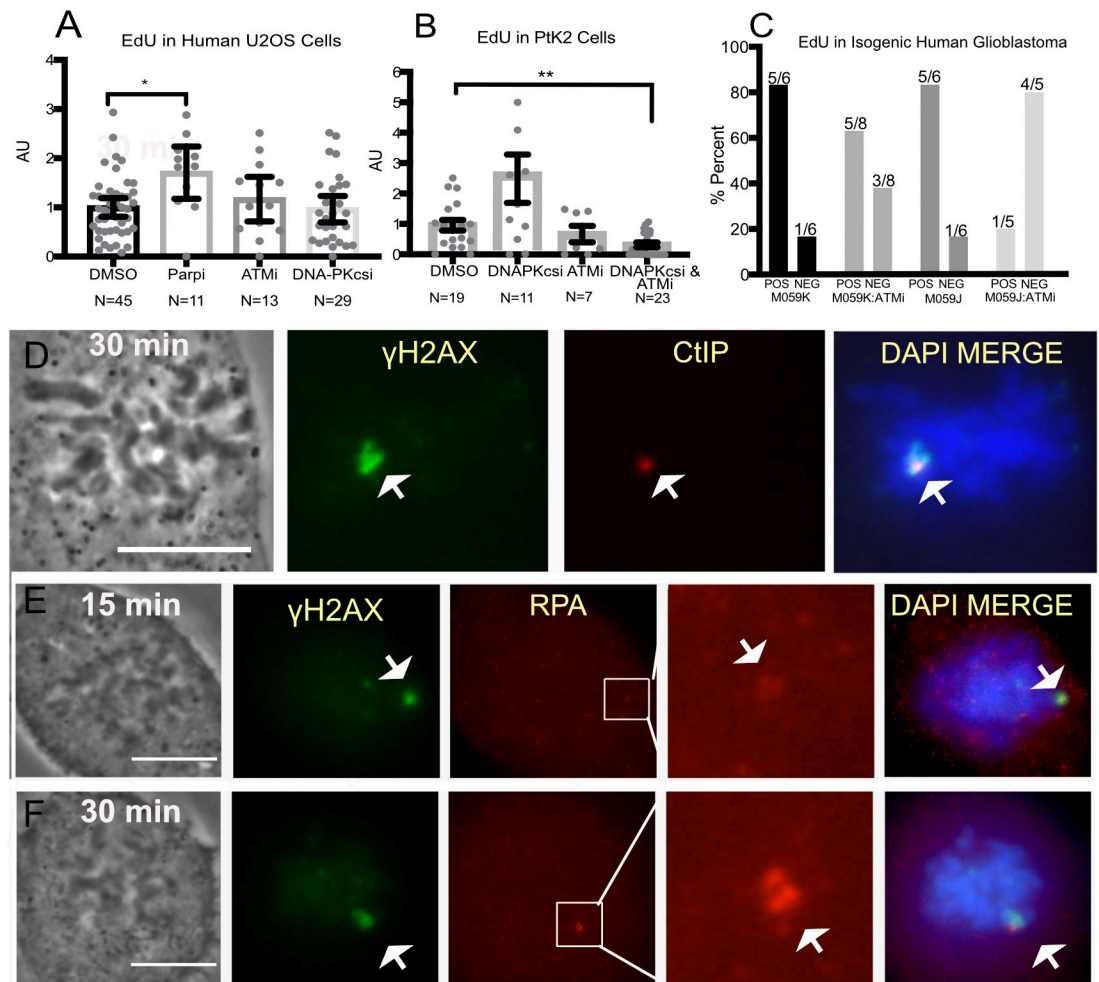 A
EdU in Human U2OS Cells
4
3
2
1
0
AU
*
30 mi
DMSO Parpi ATMi DNA-PKcsi
N=45 N=11 N=13 N=29
B
EdU in PtK2 Cells
6
5
4
3
2
1
0
AU
**
DMSO DNAPKcsi ATMi DNAPKcsi &
ATMi
N=19 N=11 N=7 N=23
C
EdU in Isogenic Human Glioblastoma
100
80
60
40
20
0
% Percent
5/6 1/6 5/8 3/8 5/6 1/6 1/5 4/5
POS NEG POS NEG POS NEG POS NEG
M059K M059K:ATMi M059J M059J:ATMi
D
30 min
γH2AX
CtIP
DAPI MERGE
E
15 min
γH2AX
RPA
DAPI MERGE
F
30 min